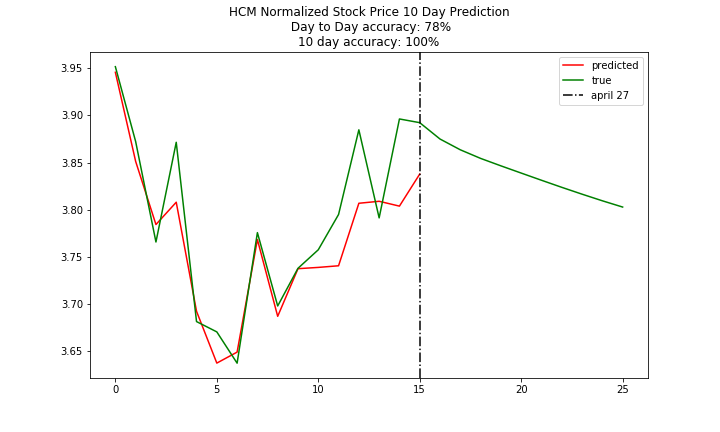 HCM Normalized Stock Price 10 Day Prediction
Day to Day accuracy: 78%
10 day accuracy: 100%
predicted
true
april 27
3.95
3.90
3.85
3.80
3.75
3.70
3.65
0 5 10 15 20 25